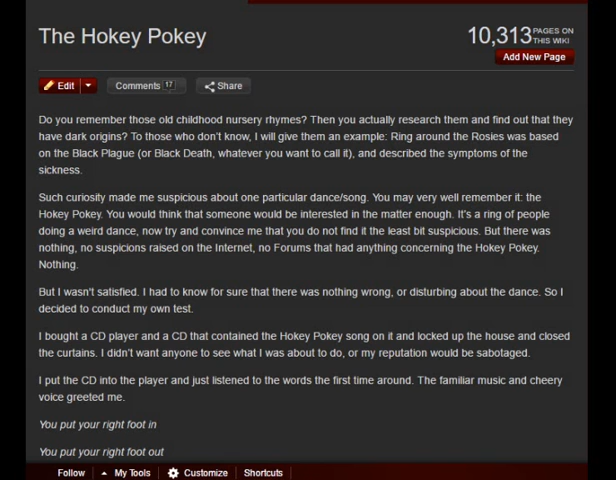 The Hokey Pokey
10,313 PAGES ON THIS WIKI
Add New Page
Edit
Comments 17
Share
Do you remember those old childhood nursery rhymes? Then you actually research them and find out that they
have dark origins? To those who don't know, I will give them an example: Ring around the Rosies was based
on the Black Plague (or Black Death, whatever you want to call it), and described the symptoms of the
sickness.
Such curiosity made me suspicious about one particular dance/song. You may very well remember it: the
Hokey Pokey. You would think that someone would be interested in the matter enough. It's a ring of people
doing a weird dance, now try and convince me that you do not find it the least bit suspicious. But there was
nothing, no suspicions raised on the Internet, no Forums that had anything concerning the Hokey Pokey.
Nothing.
But I wasn't satisfied. I had to know for sure that there was nothing wrong, or disturbing about the dance. So I
decided to conduct my own test.
I bought a CD player and a CD that contained the Hokey Pokey song on it and locked up the house and closed
the curtains. I didn't want anyone to see what I was about to do, or my reputation would be sabotaged.
I put the CD into the player and just listened to the words the first time around. The familiar music and cheery
voice greeted me.
You put your right foot in
You put your right foot out
Follow
My Tools
Customize
Shortcuts